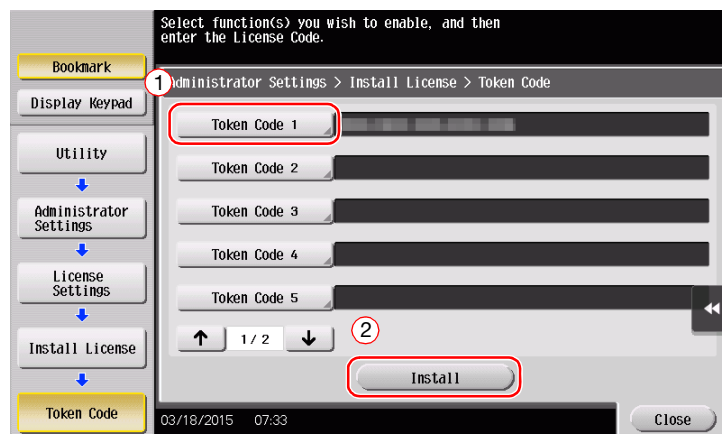 Select function(s) you wish to enable, and then
enter the License Code.
Bookmark
Display Keypad
Utility
Administrator
Settings
License
Settings
Install License
Token Code
1
dministrator Settings > Install License > Token Code
Token Code 1
Token Code 2
Token Code 3
Token Code 4
Token Code 5
1/ 2
2
Install
03/18/2015 07:33
Close